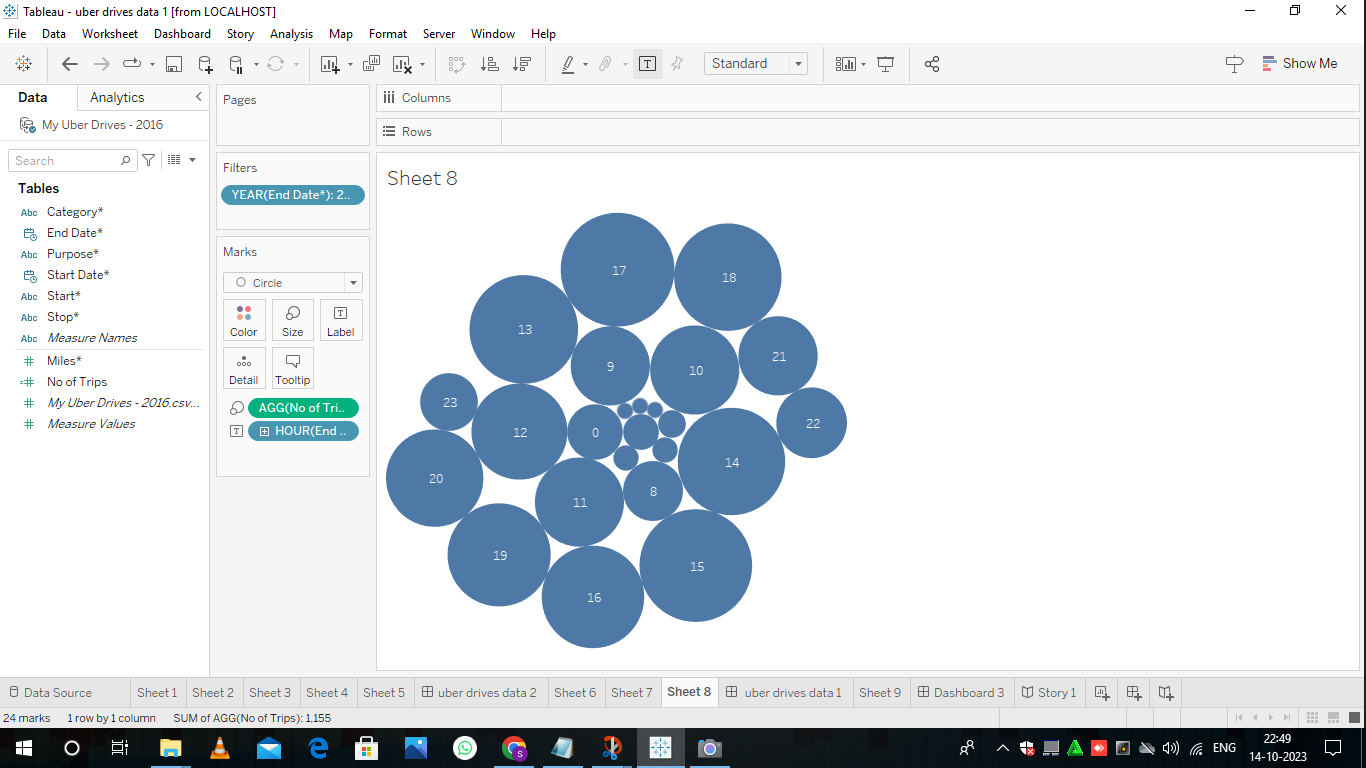 Tableau - uber drives data 1 [from LOCALHOST]
File Data Worksheet Dashboard Story Analysis Map Format Server Window Help
Standard
Show Me
Data Analytics
My Uber Drives - 2016
Search
Tables
Abc Category*
End Date*
Abc Purpose*
Start Date*
Abc Start*
Abc Stop*
Abc Measure Names
Miles*
No of Trips
My Uber Drives - 2016.csv...
Measure Values
Pages
Filters
YEAR(End Date*): 2..
Marks
Circle
Color Size Label
Detail Tooltip
AGG(No of Tri..
HOUR(End ..
Columns
Rows
Sheet 8
17
18
13
21
9
10
23
22
12
0
14
20
8
11
19
15
16
Data Source Sheet 1 Sheet 2 Sheet 3 Sheet 4 Sheet 5 uber drives data 2 Sheet 6 Sheet 7 Sheet 8 uber drives data 1 Sheet 9 Dashboard 3 Story 1
24 marks 1 row by 1 column SUM of AGG(No of Trips): 1,155
ENG
22:49
14-10-2023